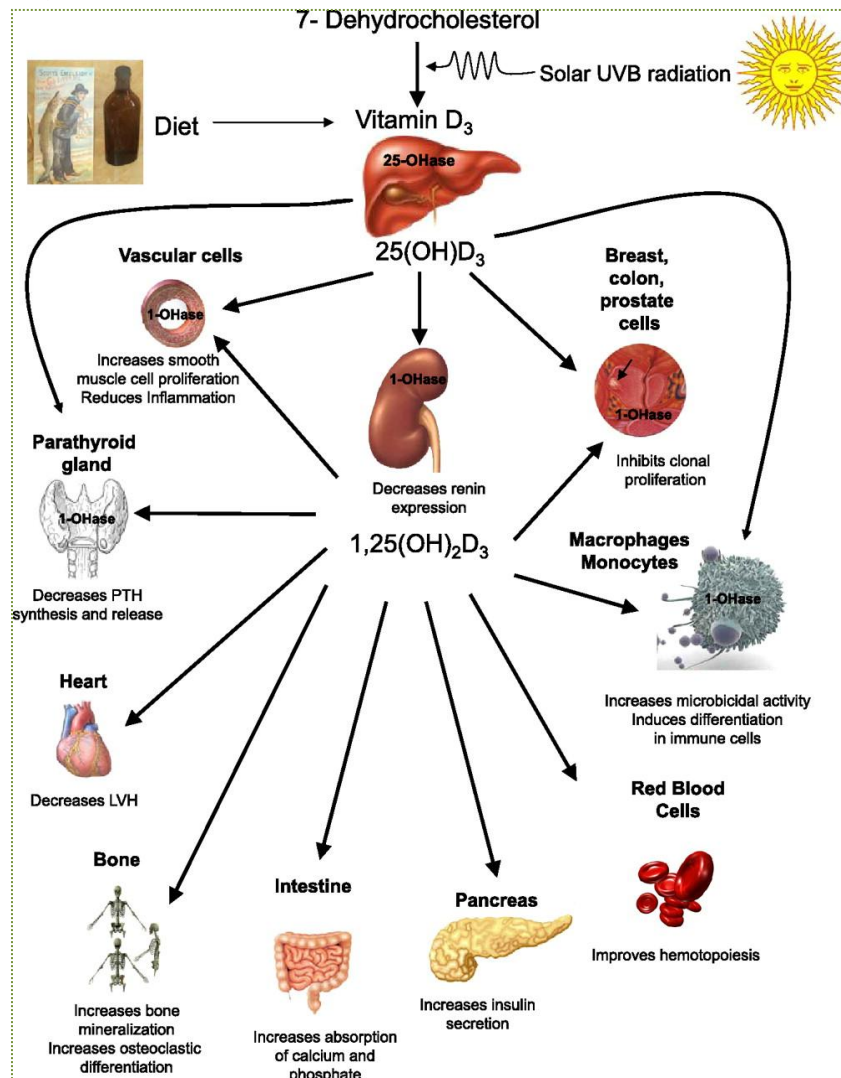 7- Dehydrocholesterol
Solar UVB radiation
Diet
Vitamin D₃
25-OHase
25(OH)D₃
Vascular cells
1-OHase
Increases smooth
muscle cell proliferation
Reduces Inflammation
1-OHase
Decreases renin
expression
Breast,
colon,
prostate
cells
1-OHase
Inhibits clonal
proliferation
Parathyroid
gland
1-OHase
Decreases PTH
synthesis and release
1,25(OH)₂D₃
Macrophages
Monocytes
1-OHase
Increases microbicidal activity
Induces differentiation
in immune cells
Heart
Decreases LVH
Red Blood
Cells
Improves hemotopoiesis
Bone
Increases bone
mineralization
Increases osteoclastic
differentiation
Intestine
Increases absorption
of calcium and
phosphate
Pancreas
Increases insulin
secretion